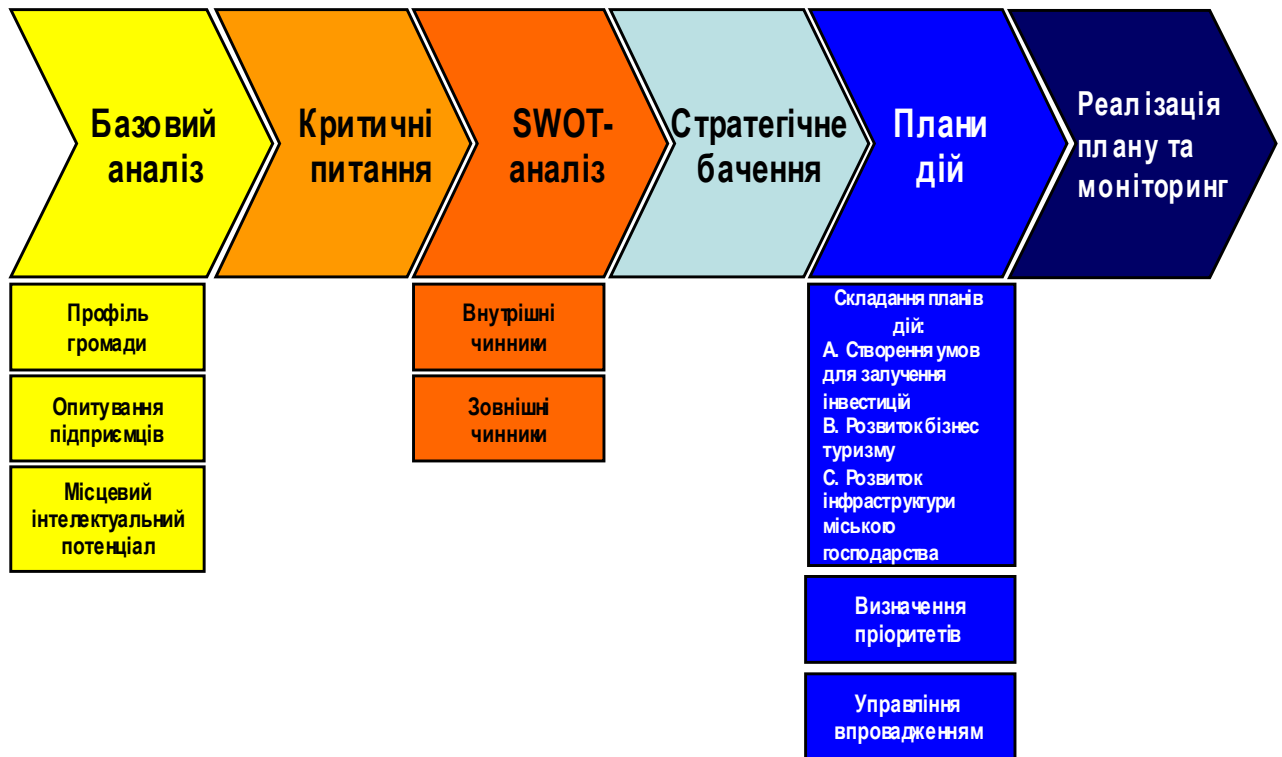 Базовий
аналіз
Критичні
питання
SWOT-
аналіз
Стратегічне
бачення
Плани
дій
Реалізація
плану та
моніторинг
Профіль
громади
Опитування
підприємців
Місцевий
інтелектуальний
потенціал
Внутрішні
чинники
Зовнішні
чинники
Складання планів
дій:
A. Створення умов
для залучення
інвестицій
B. Розвиток бізнес
туризму
C. Розвиток
інфраструктури
міського
господарства
Визначення
пріоритетів
Управління
впровадженням